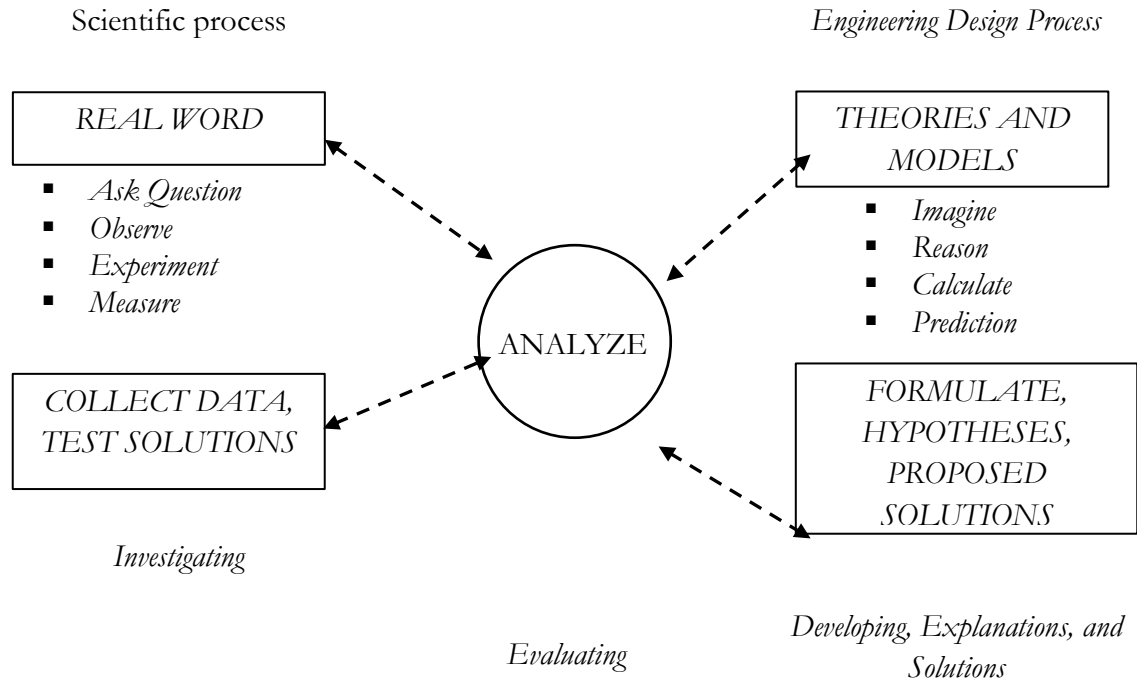 Scientific process
Engineering Design Process
REAL WORD
▪ Ask Question
▪ Observe
▪ Experiment
▪ Measure
THEORIES AND
MODELS
▪ Imagine
▪ Reason
▪ Calculate
▪ Prediction
ANALYZE
COLLECT DATA,
TEST SOLUTIONS
FORMULATE,
HYPOTHESES,
PROPOSED
SOLUTIONS
Investigating
Evaluating
Developing, Explanations, and
Solutions